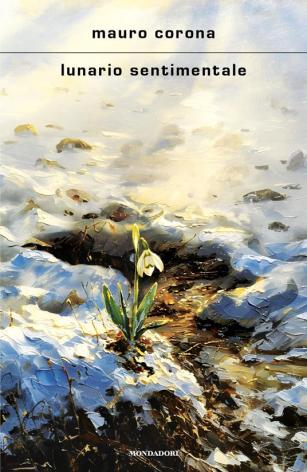 mauro corona
lunario sentimentale
MONDADORI